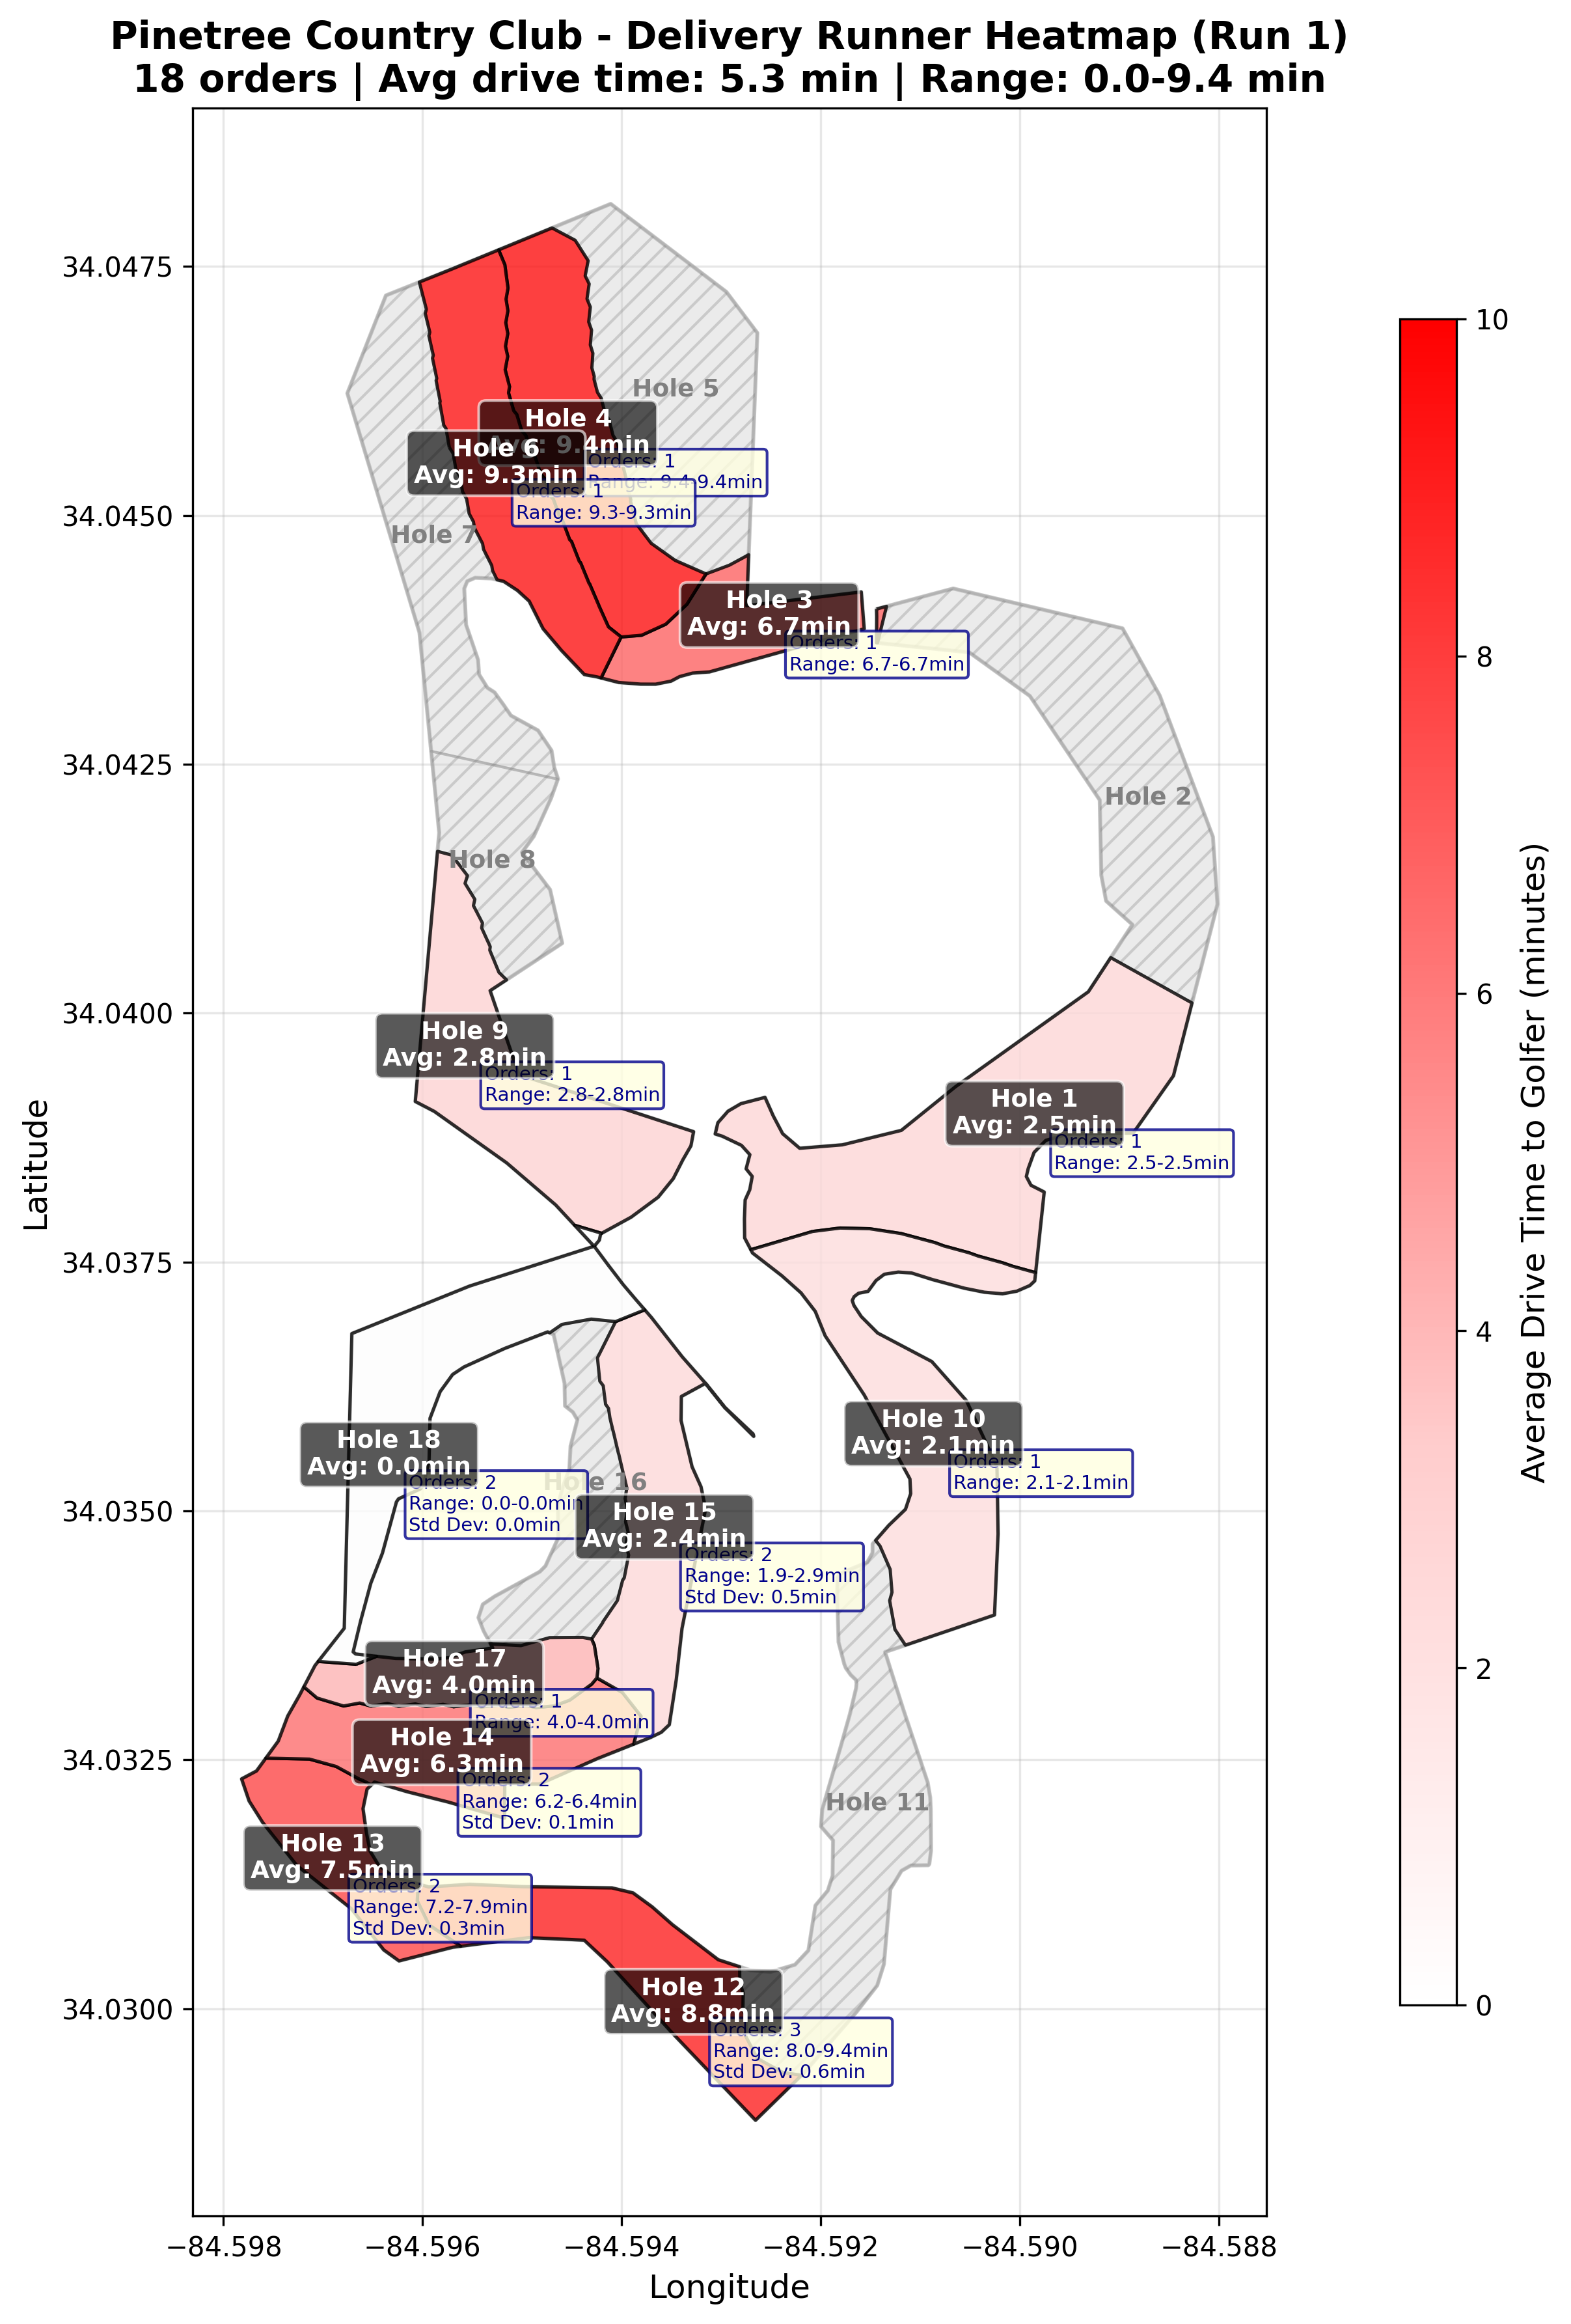 Pinetree Country Club - Delivery Runner Heatmap (Run 1)
18 orders | Avg drive time: 5.3 min | Range: 0.0-9.4 min
34.0475
34.0450
34.0425
34.0400
34.0375
34.0350
34.0325
34.0300
Latitude
−84.598
−84.596
−84.594
−84.592
−84.590
−84.588
Longitude
Hole 5
Hole 4
Avg: 9.4min
Orders: 1
Range: 9.4-9.4min
Hole 6
Avg: 9.3min
Orders: 1
Range: 9.3-9.3min
Hole 7
Hole 3
Avg: 6.7min
Orders: 1
Range: 6.7-6.7min
Hole 2
Hole 8
Hole 9
Avg: 2.8min
Orders: 1
Range: 2.8-2.8min
Hole 1
Avg: 2.5min
Orders: 1
Range: 2.5-2.5min
Hole 10
Avg: 2.1min
Orders: 1
Range: 2.1-2.1min
Hole 18
Avg: 0.0min
Orders: 2
Range: 0.0-0.0min
Std Dev: 0.0min
Hole 16
Hole 15
Avg: 2.4min
Orders: 2
Range: 1.9-2.9min
Std Dev: 0.5min
Hole 17
Avg: 4.0min
Orders: 1
Range: 4.0-4.0min
Hole 14
Avg: 6.3min
Orders: 2
Range: 6.2-6.4min
Std Dev: 0.1min
Hole 11
Hole 13
Avg: 7.5min
Orders: 2
Range: 7.2-7.9min
Std Dev: 0.3min
Hole 12
Avg: 8.8min
Orders: 3
Range: 8.0-9.4min
Std Dev: 0.6min
10
8
6
4
2
0
Average Drive Time to Golfer (minutes)